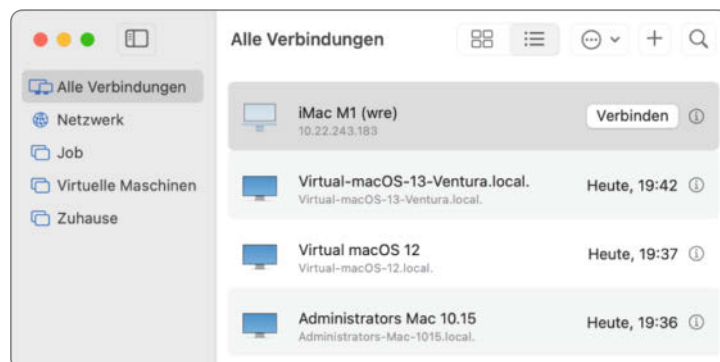 Alle Verbindungen
Alle Verbindungen
Netzwerk
Job
Virtuelle Maschinen
Zuhause
iMac M1 (wre)
10.22.243.183
Verbinden
Virtual-macOS-13-Ventura.local.
Virtual-macOS-13-Ventura.local.
Heute, 19:42
Virtual macOS 12
Virtual-macOS-12.local.
Heute, 19:37
Administrators Mac 10.15
Administrators-Mac-1015.local.
Heute, 19:36